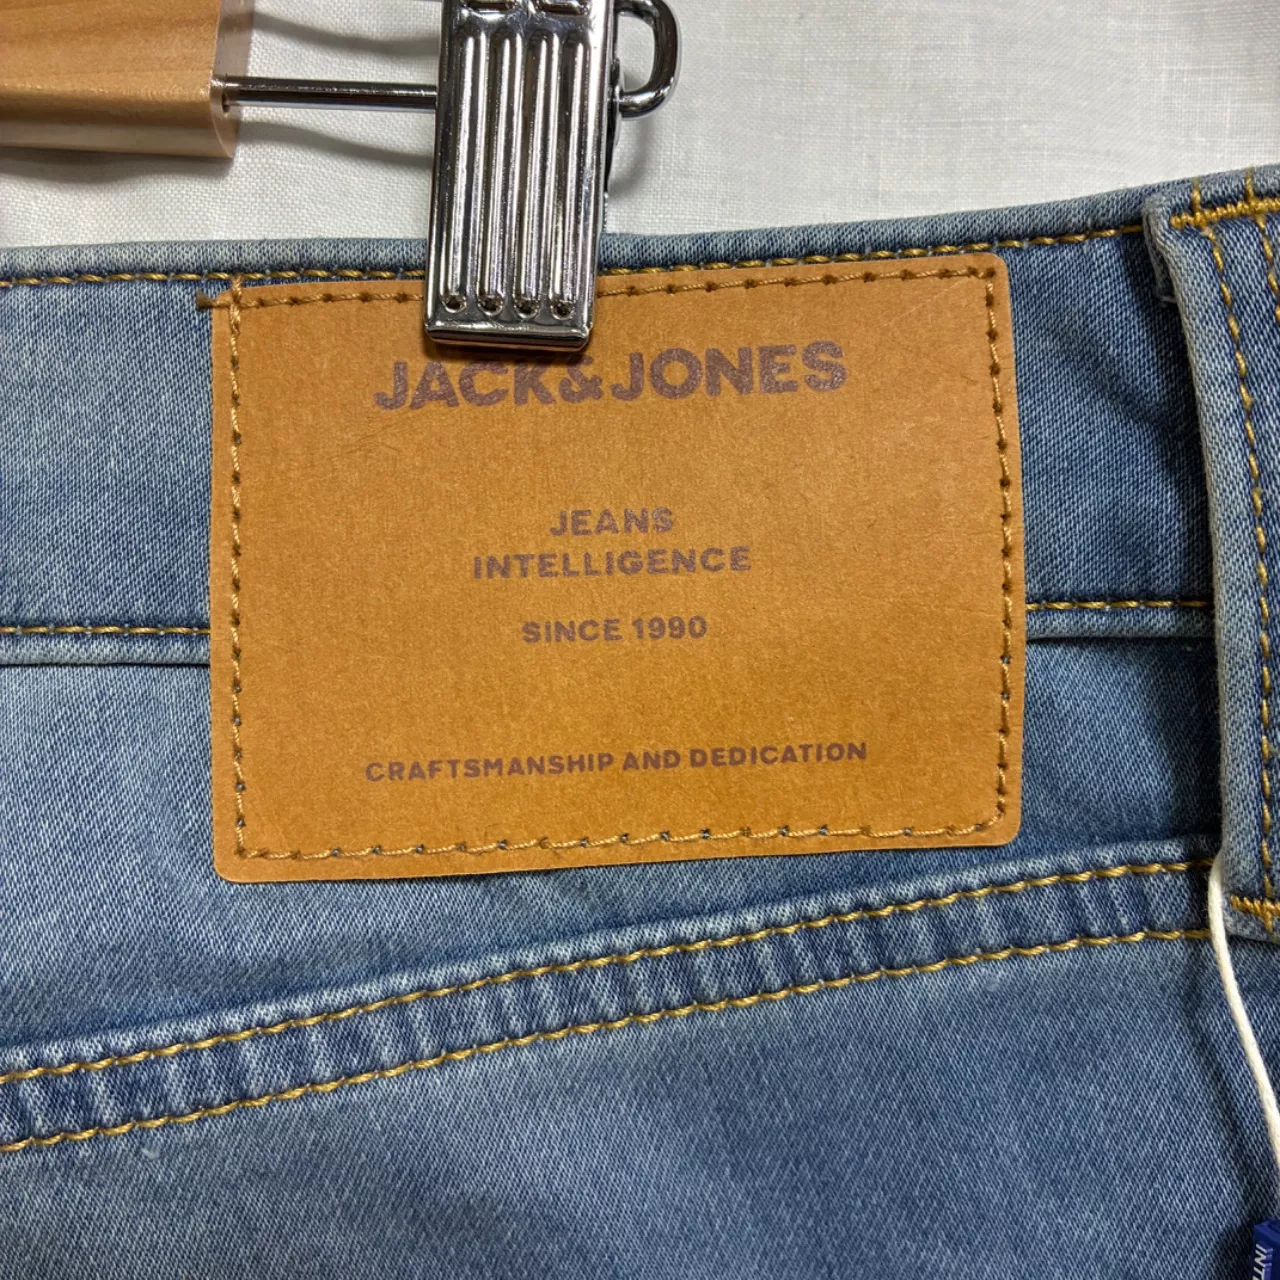 JACK&JONES
JEANS
INTELLIGENCE
SINCE 1990
CRAFTSMANSHIP AND DEDICATION